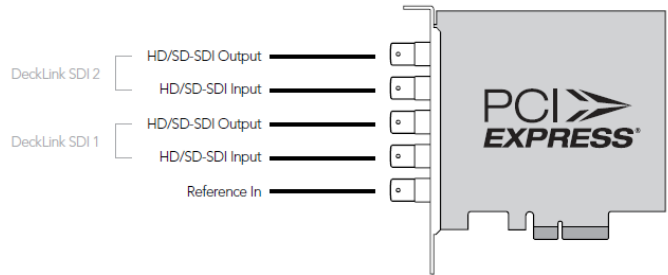 HD/SD-SDI Output
DeckLink SDI 2
HD/SD-SDI Input
HD/SD-SDI Output
DeckLink SDI 1
HD/SD-SDI Input
Reference In
PCI
EXPRESS®